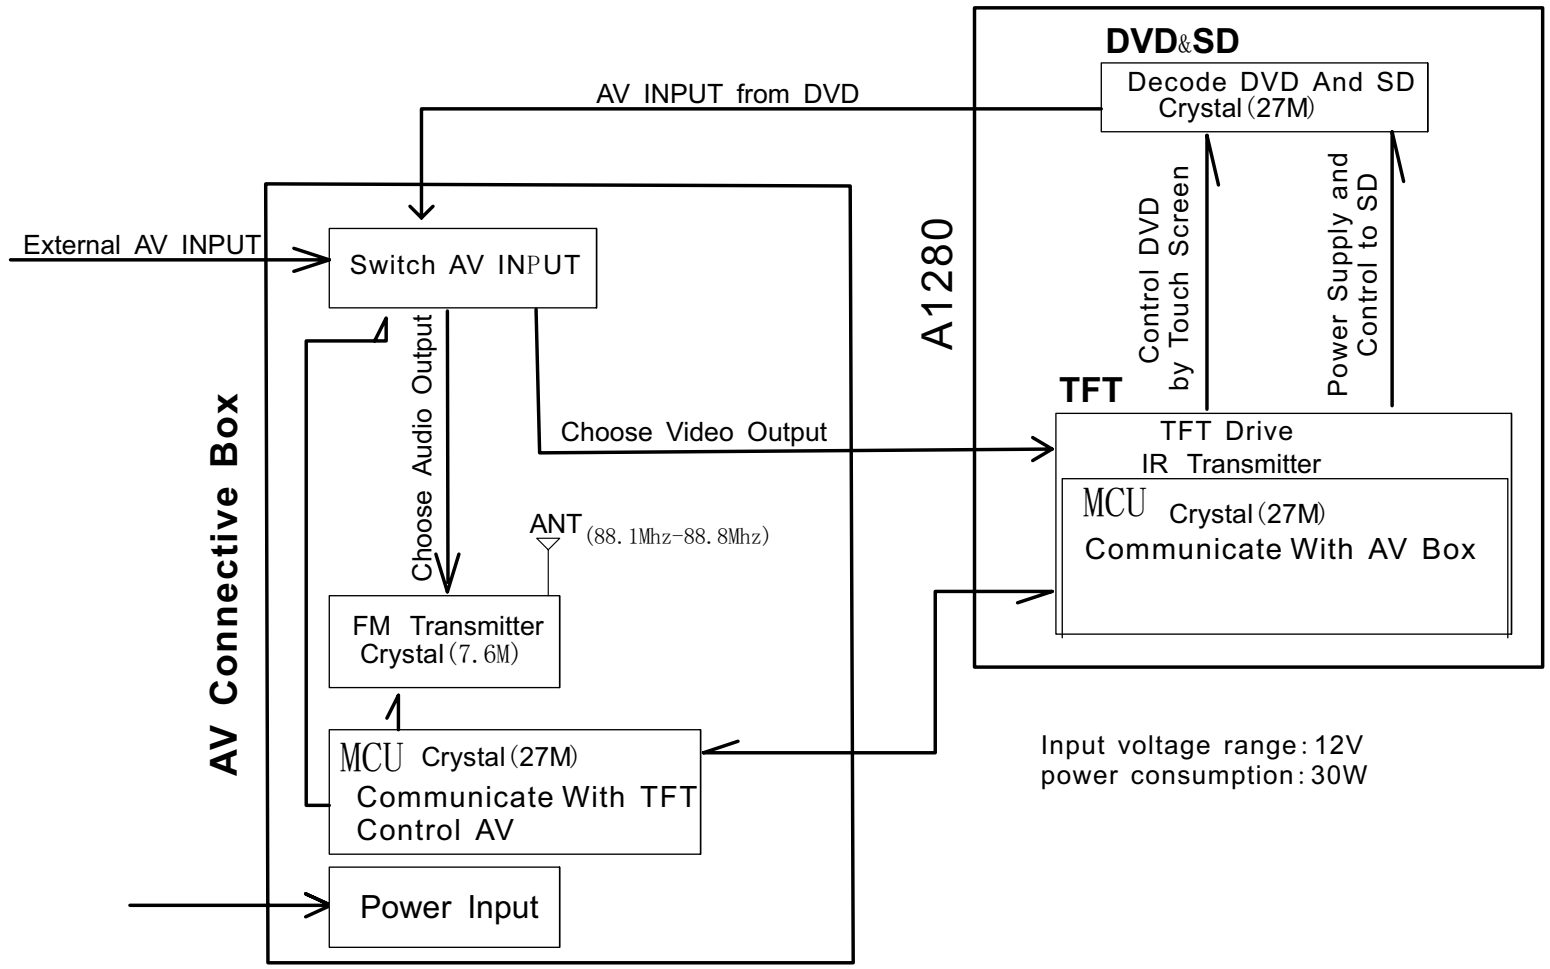 DVD&SD
Decode DVD And SD
Crystal(27M)
AV INPUT from DVD
External AV INPUT
Switch AV INPUT
Control DVD
by Touch Screen
Power Supply and
Control to SD
A1280
TFT
TFT Drive
IR Transmitter
MCU Crystal(27M)
Communicate With AV Box
Choose Video Output
Choose Audio Output
AV Connective Box
ANT (88.1Mhz-88.8Mhz)
FM Transmitter
Crystal(7.6M)
MCU Crystal(27M)
Communicate With TFT
Control AV
Power Input
Input voltage range:12V
power consumption:30W